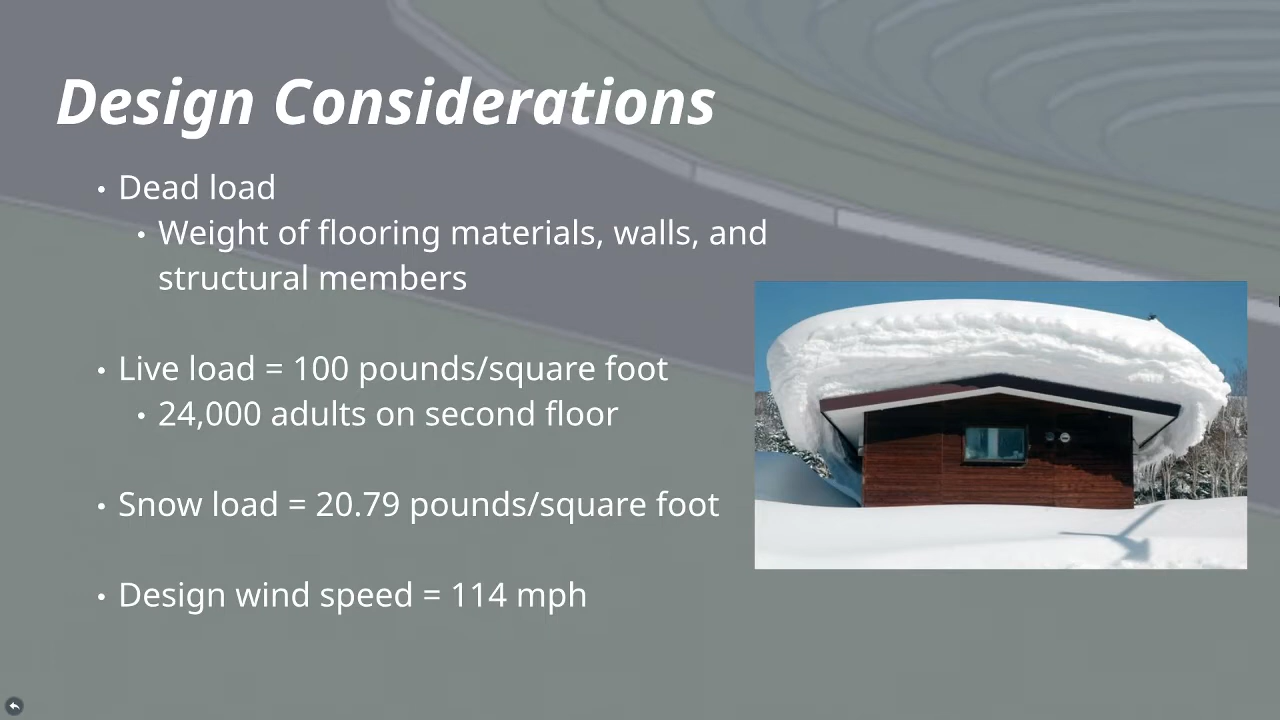 Design Considerations
• Dead load
• Weight of flooring materials, walls, and
structural members
• Live load = 100 pounds/square foot
• 24,000 adults on second floor
• Snow load = 20.79 pounds/square foot
• Design wind speed = 114 mph